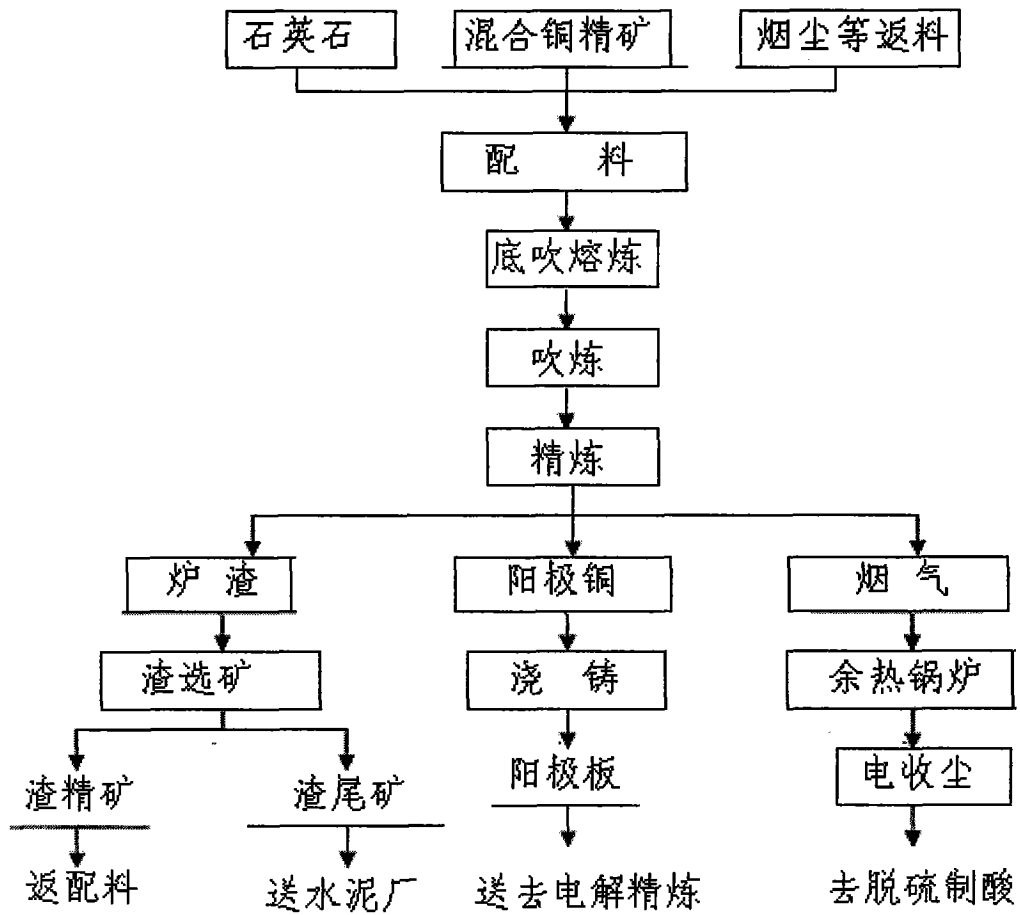 石英石
混合铜精矿
烟尘等返料
配 料
底吹熔炼
吹炼
精炼
炉 渣
阳极铜
烟 气
渣选矿
浇 铸
余热锅炉
渣精矿
渣尾矿
阳极板
电收尘
返配料
送水泥厂
送去电解精炼
去脱硫制酸